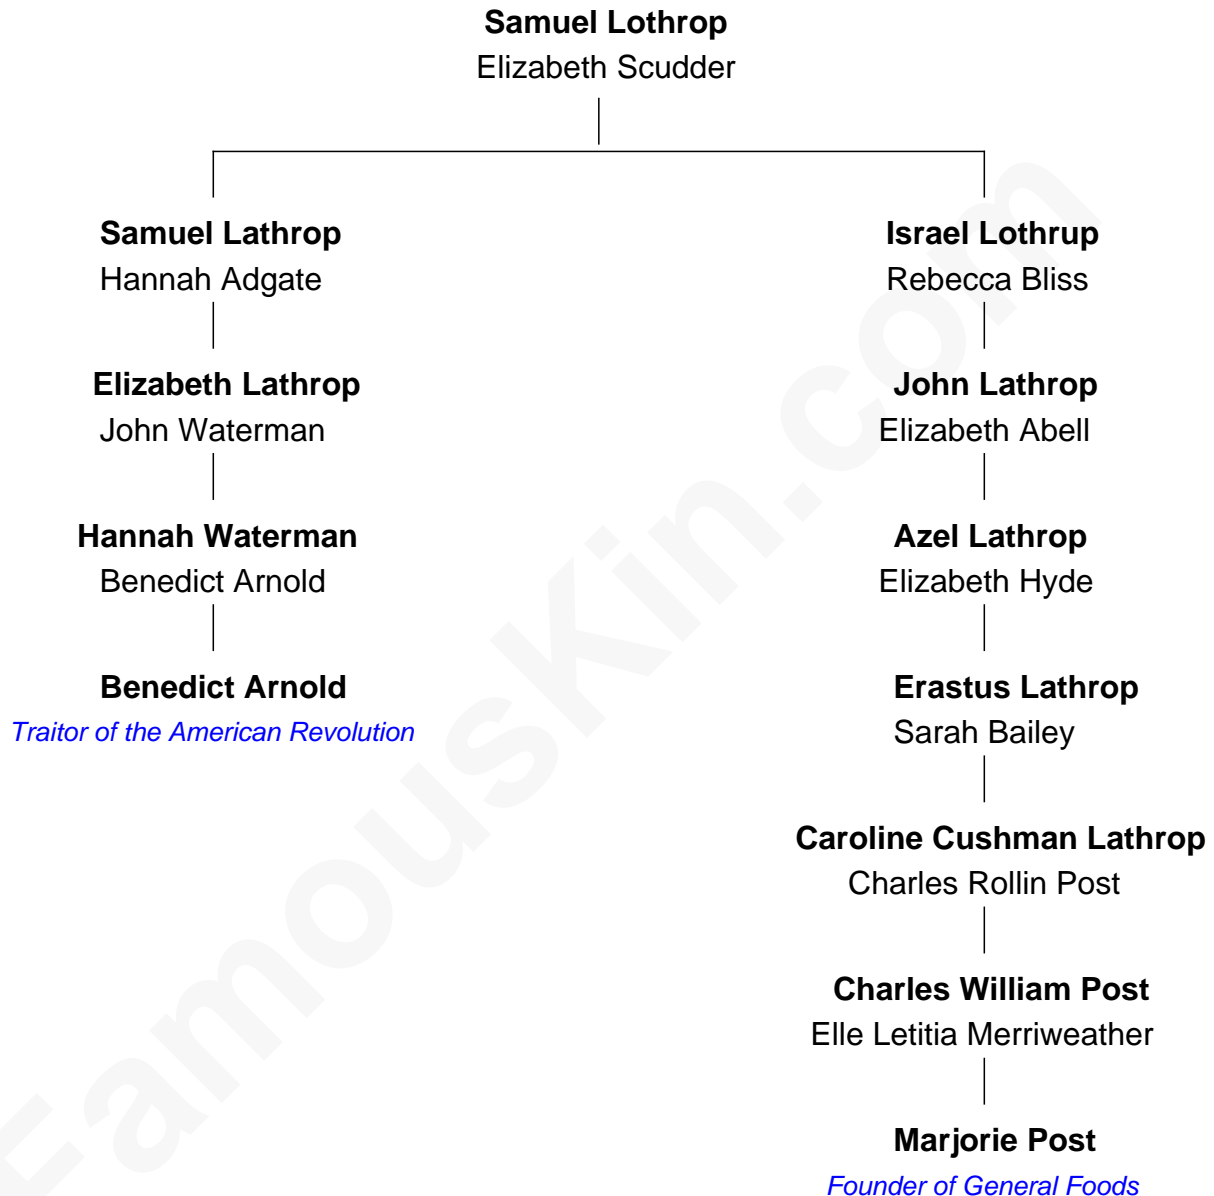 Samuel Lothrop
Elizabeth Scudder
Samuel Lathrop
Hannah Adgate
Elizabeth Lathrop
John Waterman
Hannah Waterman
Benedict Arnold
Benedict Arnold
Traitor of the American Revolution
Israel Lothrup
Rebecca Bliss
John Lathrop
Elizabeth Abell
Azel Lathrop
Elizabeth Hyde
Erastus Lathrop
Sarah Bailey
Caroline Cushman Lathrop
Charles Rollin Post
Charles William Post
Elle Letitia Merriweather
Marjorie Post
Founder of General Foods
FamousKin.com